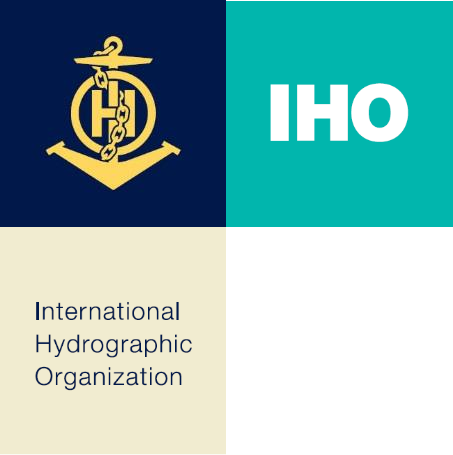 IHO
International
Hydrographic
Organization